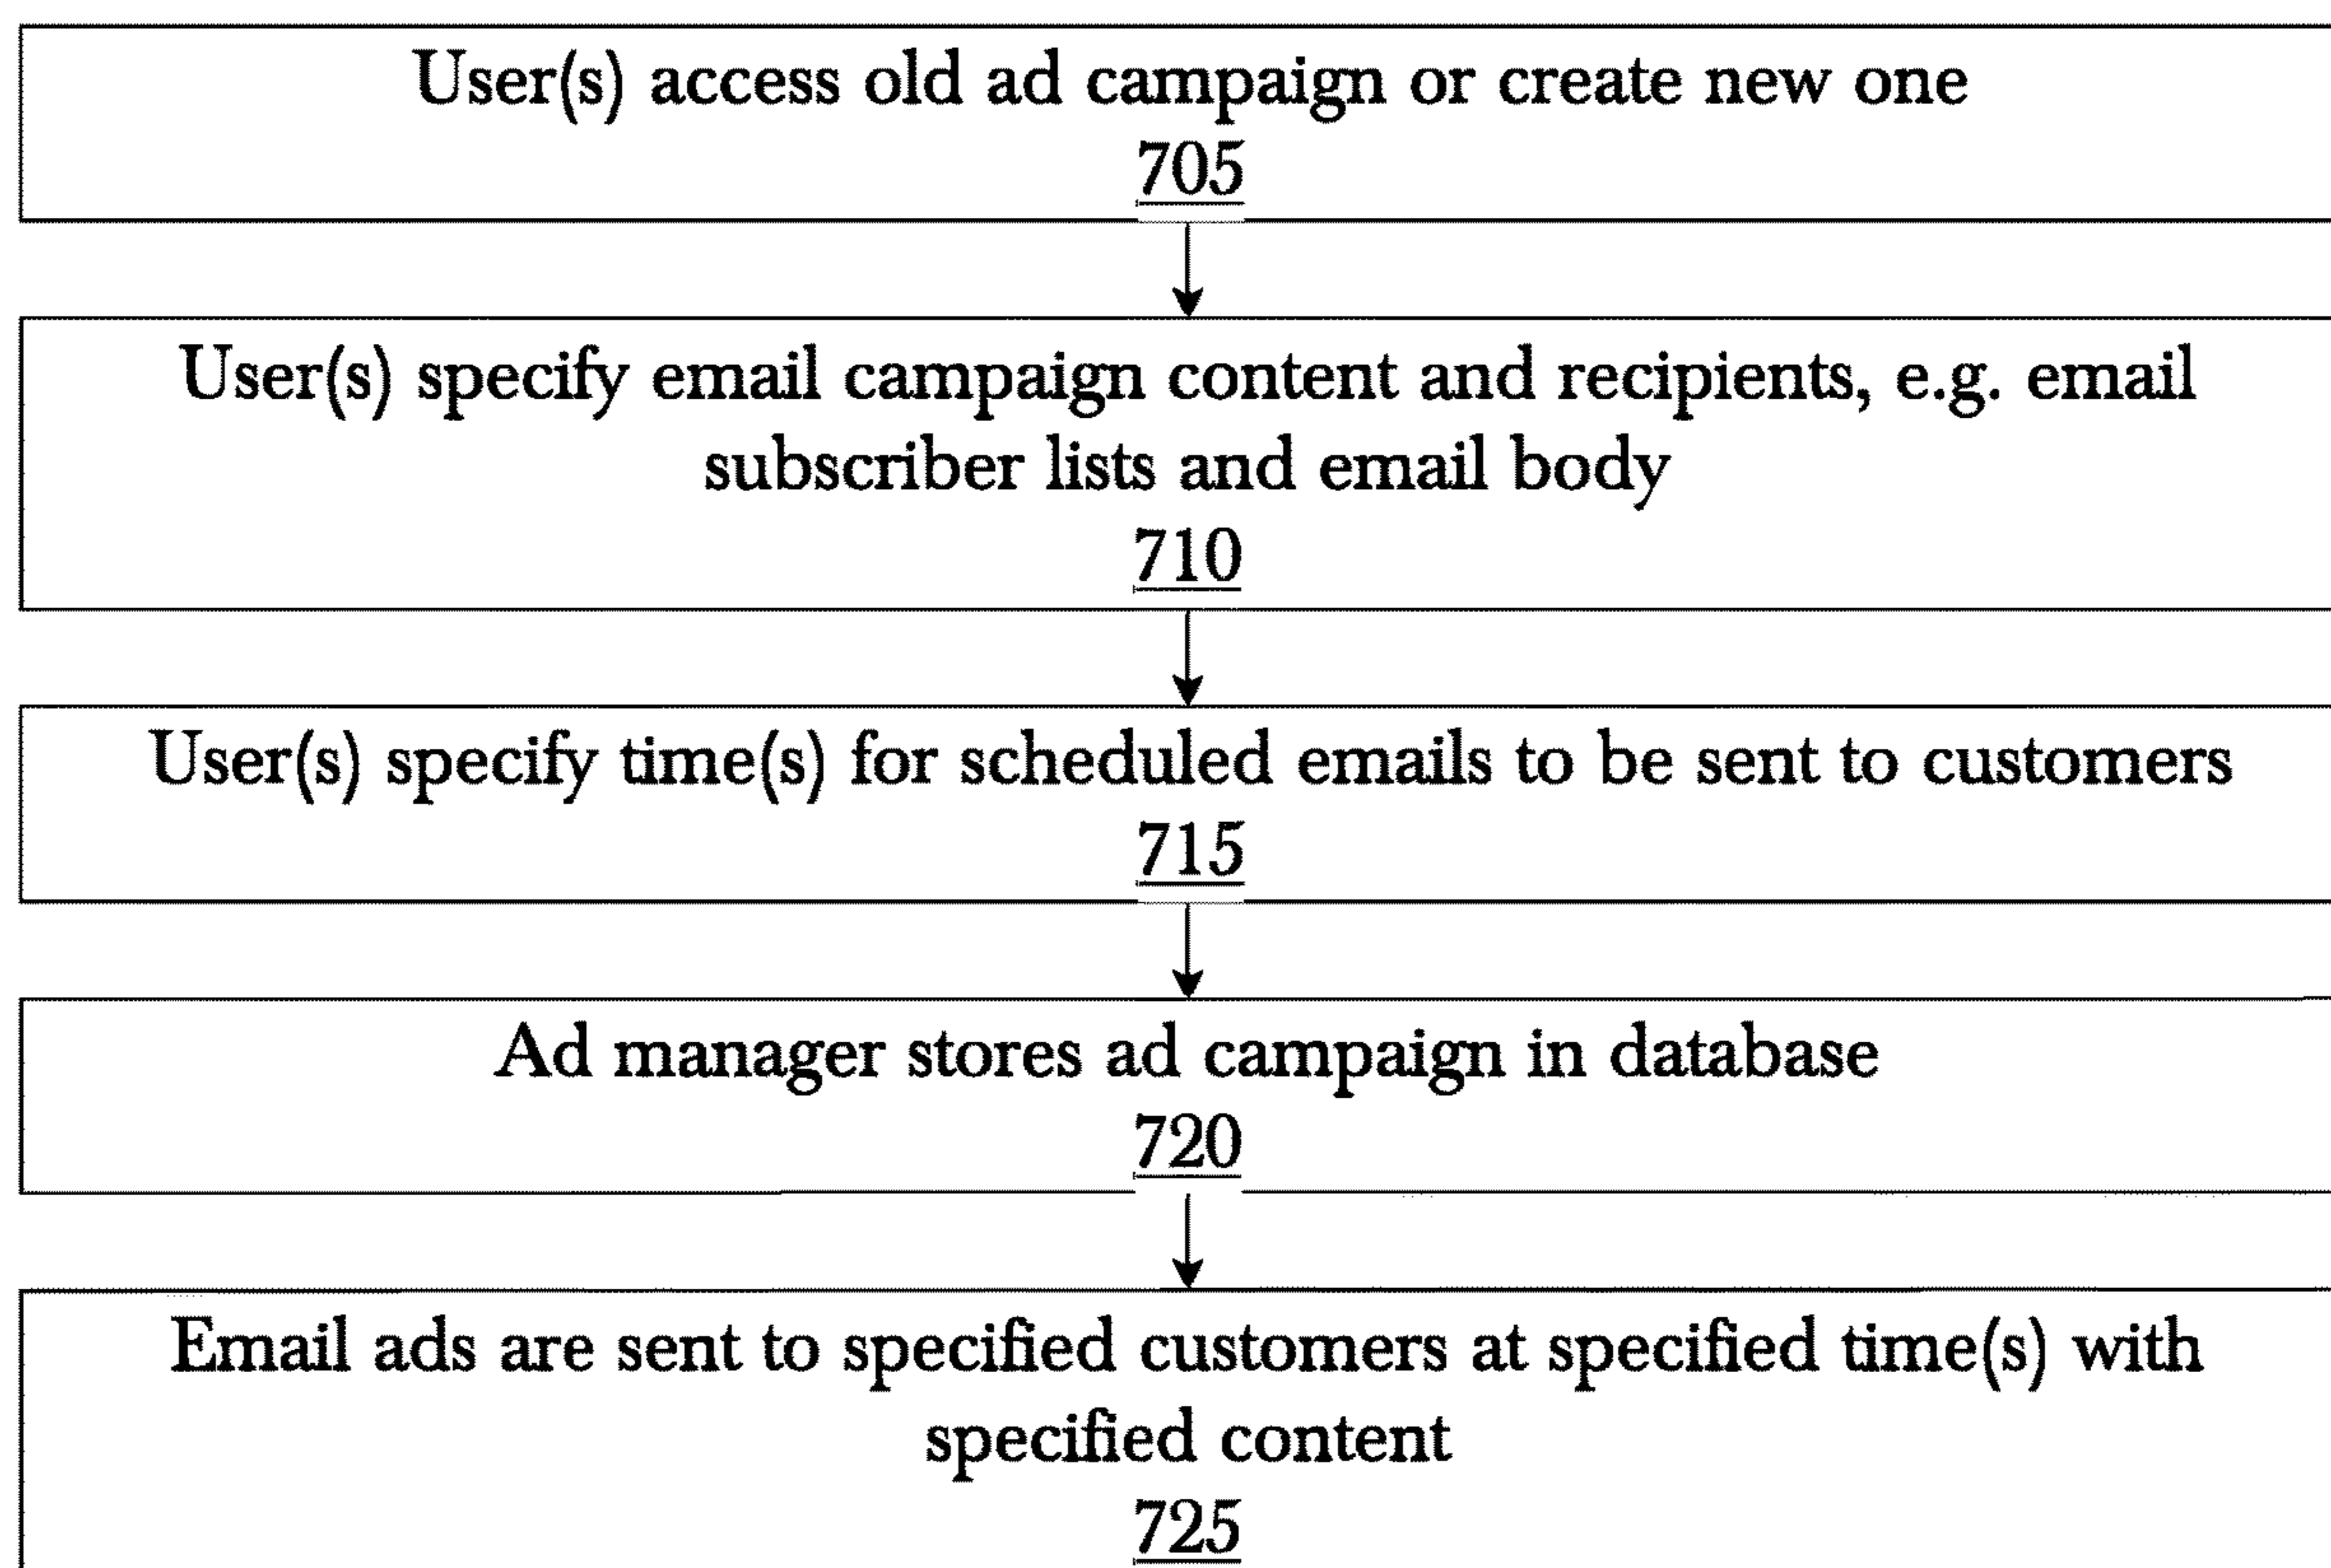 User(s) access old ad campaign or create new one
705
User(s) specify email campaign content and recipients, e.g. email
subscriber lists and email body
710
User(s) specify time(s) for scheduled emails to be sent to customers
715
Ad manager stores ad campaign in database
720
Email ads are sent to specified customers at specified time(s) with
specified content
725